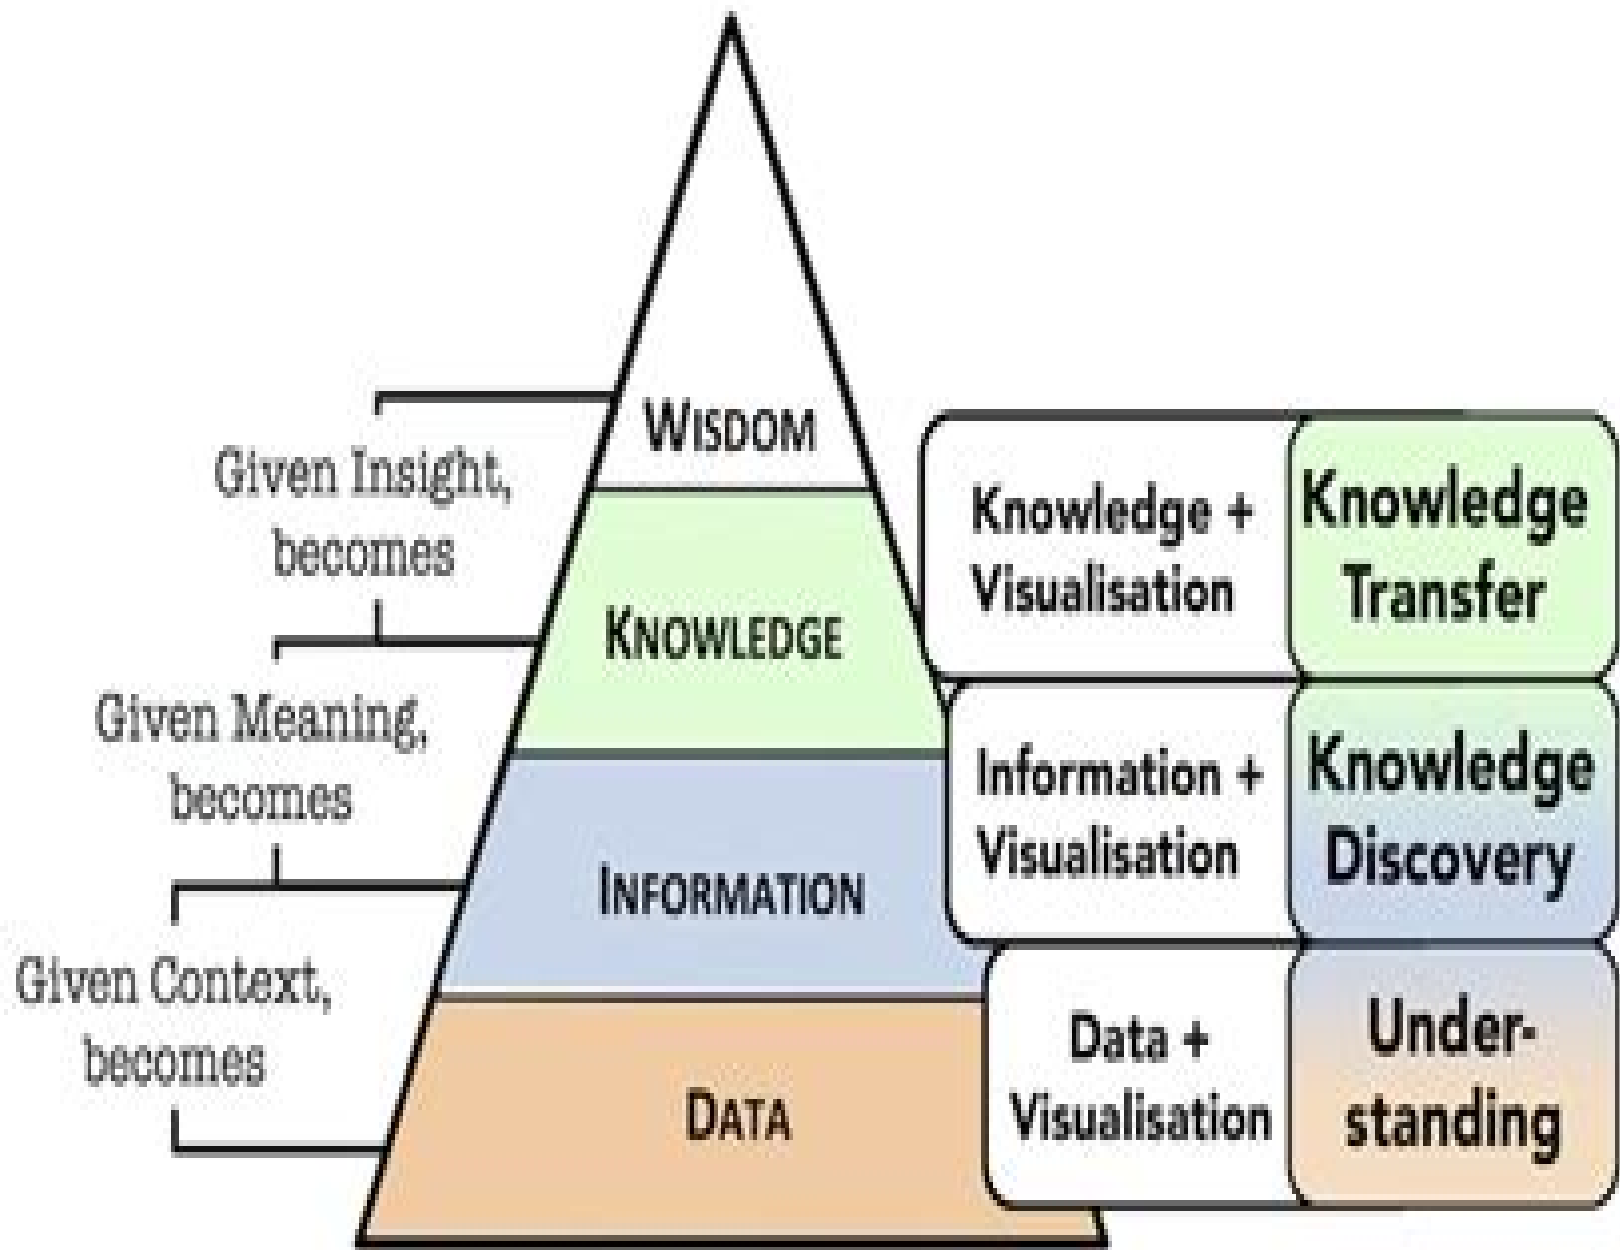 WISDOM
Given Insight,
becomes
Knowledge +
Visualisation
Knowledge
Transfer
KNOWLEDGE
Given Meaning,
becomes
Information +
Visualisation
Knowledge
Discovery
INFORMATION
Given Context,
becomes
Data +
Visualisation
Under-
standing
DATA